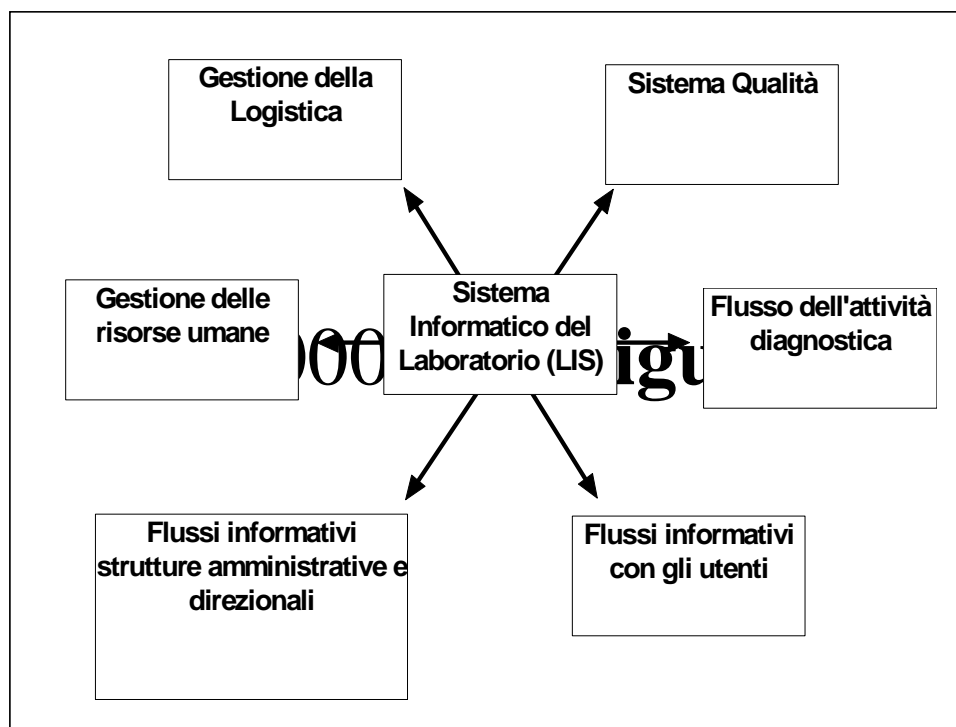 Gestione della
Logistica
Sistema Qualità
Gestione delle
risorse umane
Sistema
Informatico del
Laboratorio (LIS)
Flusso dell'attività
diagnostica
Flussi informativi
strutture amministrative e
direzionali
Flussi informativi
con gli utenti